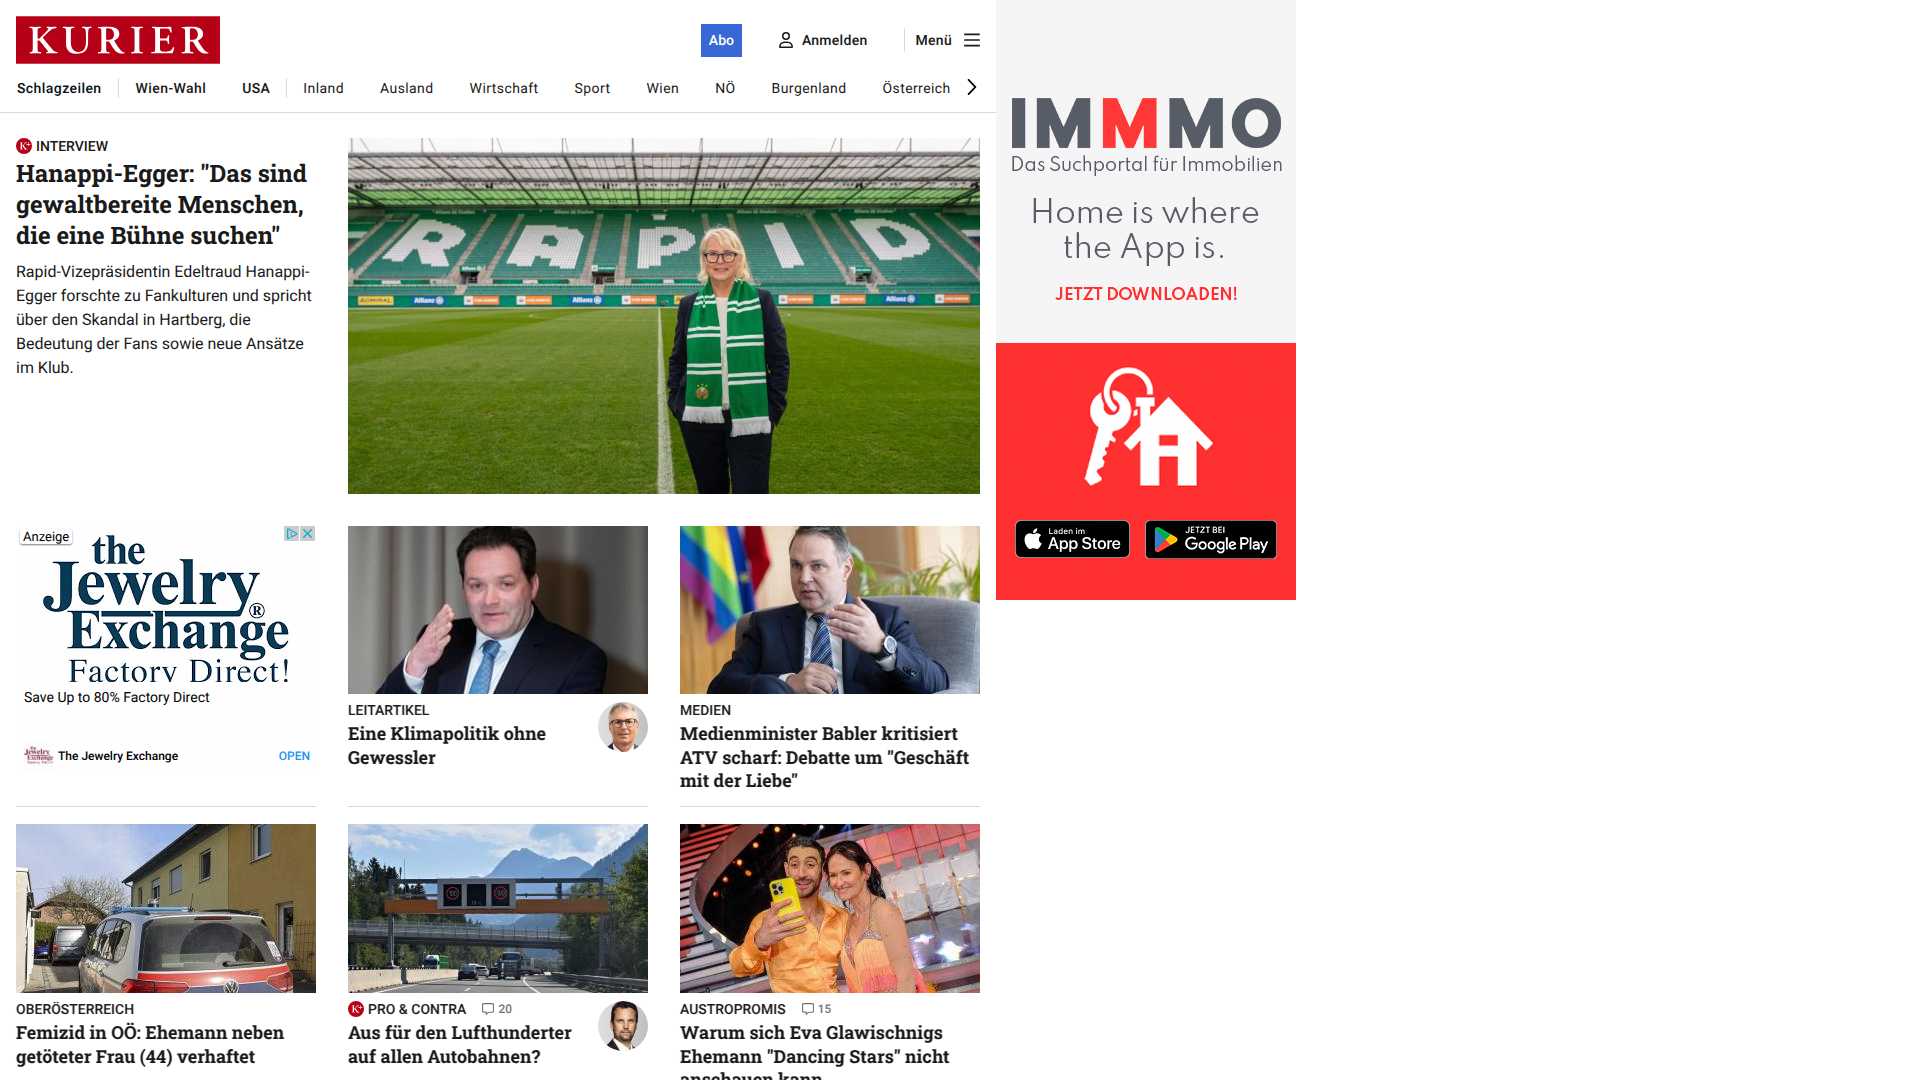 KURIER
Abo
Anmelden
Menü
Schlagzeilen
Wien-Wahl
USA
Inland
Ausland
Wirtschaft
Sport
Wien
NÖ
Burgenland
Österreich
INTERVIEW
Hanappi-Egger: "Das sind
gewaltbereite Menschen,
die eine Bühne suchen"
Rapid-Vizepräsidentin Edeltraud Hanappi-
Egger forschte zu Fankulturen und spricht
über den Skandal in Hartberg, die
Bedeutung der Fans sowie neue Ansätze
im Klub.
RAPID
ADMIRAL
Allianz
Allianz
Allianz
Allianz
IMMMO
Das Suchportal für Immobilien
Home is where
the App is.
JETZT DOWNLOADEN!
Laden im
App Store
JETZT BEI
Google Play
Anzeige
the
Jewelry
Exchange®
Factory Direct!
Save Up to 80% Factory Direct
The Jewelry Exchange
OPEN
LEITARTIKEL
Eine Klimapolitik ohne
Gewessler
MEDIEN
Medienminister Babler kritisiert
ATV scharf: Debatte um "Geschäft
mit der Liebe"
OBERÖSTERREICH
Femizid in OÖ: Ehemann neben
getöteter Frau (44) verhaftet
PRO & CONTRA
20
Aus für den Lufthunderter
auf allen Autobahnen?
AUSTROPROMIS
15
Warum sich Eva Glawischnigs
Ehemann "Dancing Stars" nicht
anschauen kann